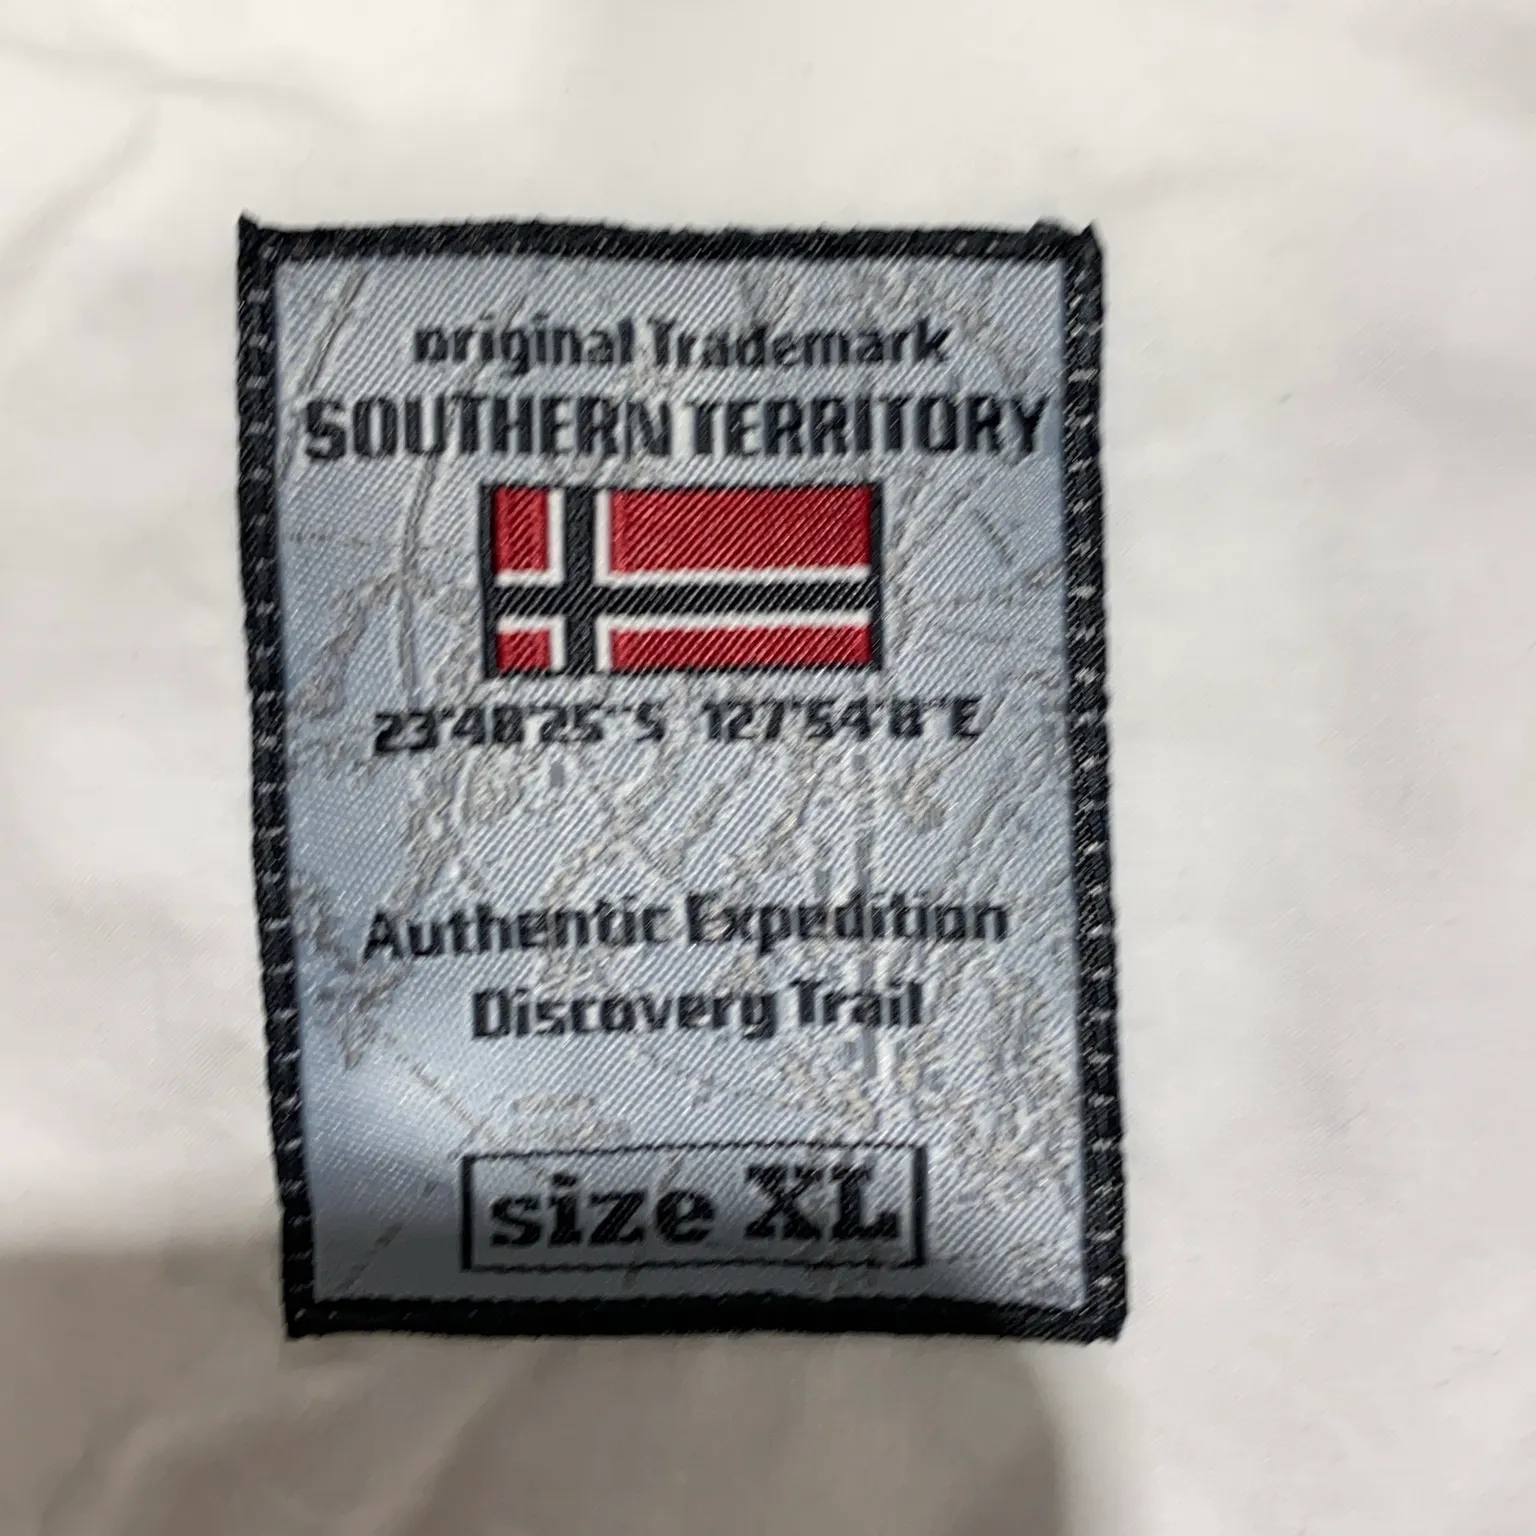 original Trademark
SOUTHERN TERRITORY
23°48'25"S 127°54'8"E
Authentic Expedition
Discovery Trail
size XL